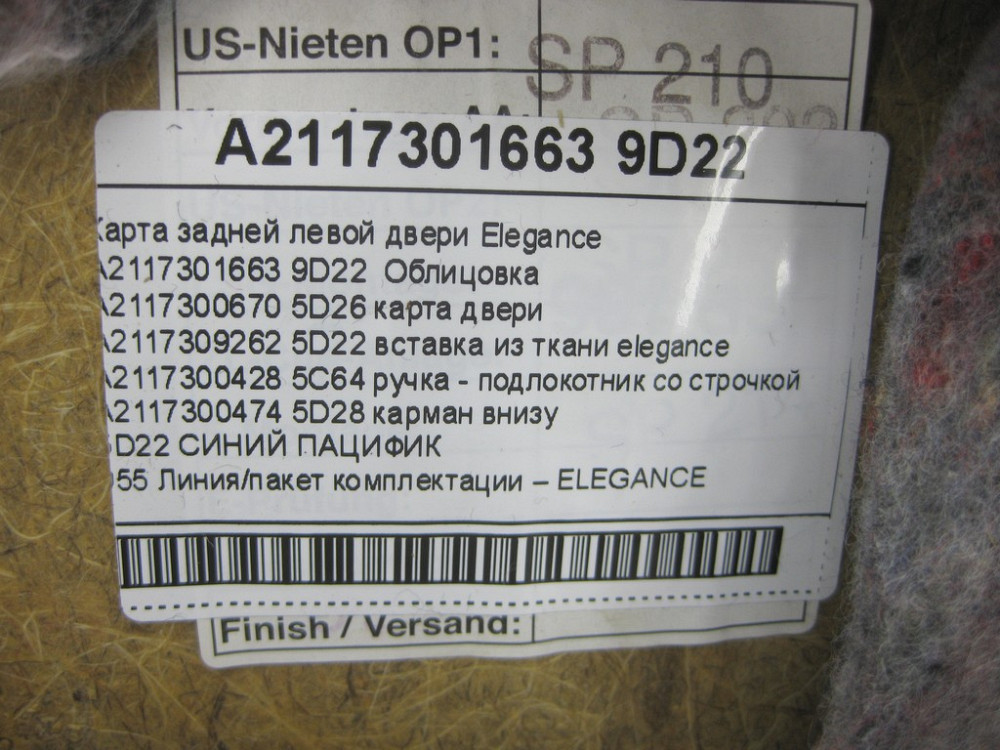 US-Nieten OP1: SP 210
A2117301663 9D22
Карта задней левой двери Elegance
A2117301663 9D22 Облицовка
A2117300670 5D26 карта двери
A2117309262 5D22 вставка из ткани elegance
A2117300428 5C64 ручка - подлокотник со строчкой
A2117300474 5D28 карман внизу
5D22 СИНИЙ ПАЦИФИК
055 Линия/пакет комплектации – ELEGANCE
Finish / Versand: